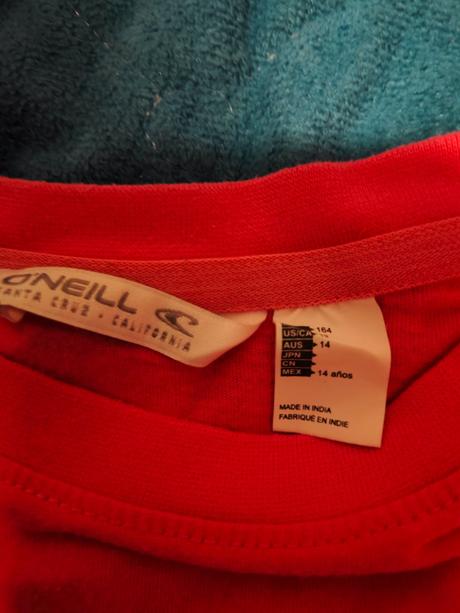 O'NEILL
SANTA CRUZ - CALIFORNIA
164
US/CA
AUS 14
JPN
CN
MEX 14 años
MADE IN INDIA
FABRIQUÉ EN INDIE